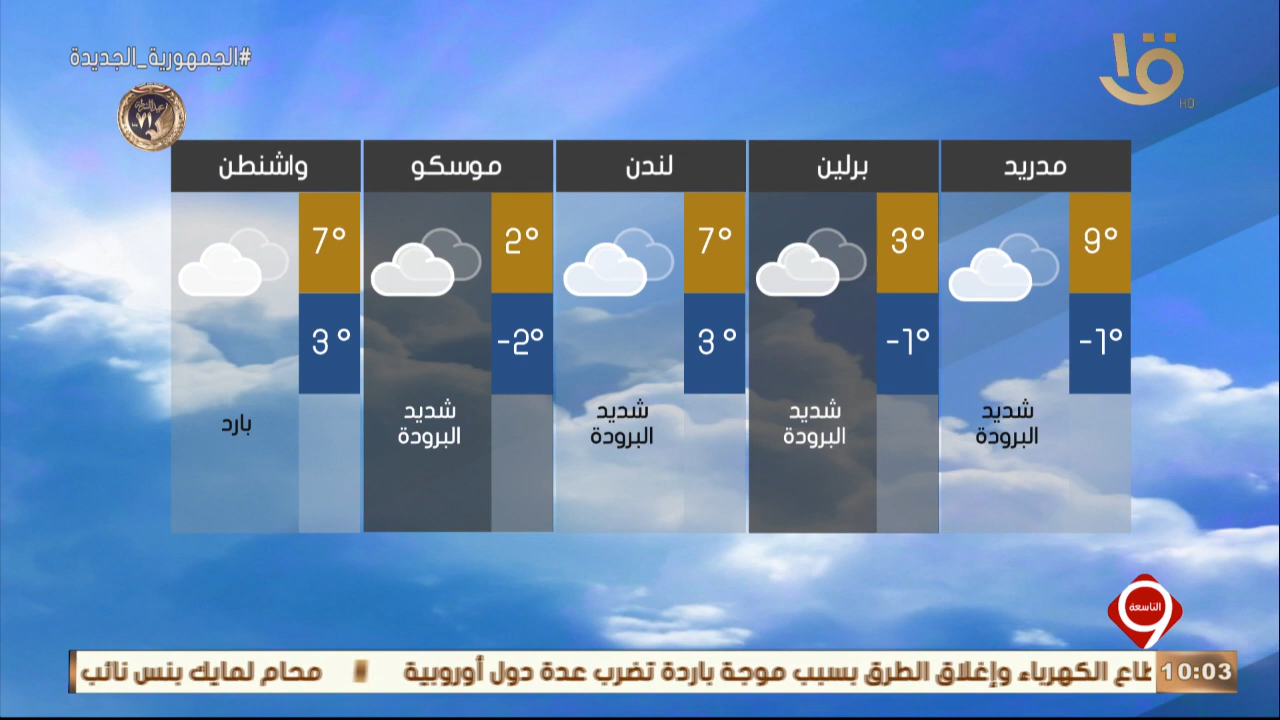 #الجمهورية_الجديدة
HD
مدريد
9°
-1°
شديد
البرودة
برلين
3°
-1°
شديد
البرودة
لندن
7°
3°
شديد
البرودة
موسكو
2°
-2°
شديد
البرودة
واشنطن
7°
3°
بارد
التاسعة
9
10:03
طاع الكهرباء وإغلاق الطرق بسبب موجة باردة تضرب عدة دول أوروبية محام لمايك بنس نائب